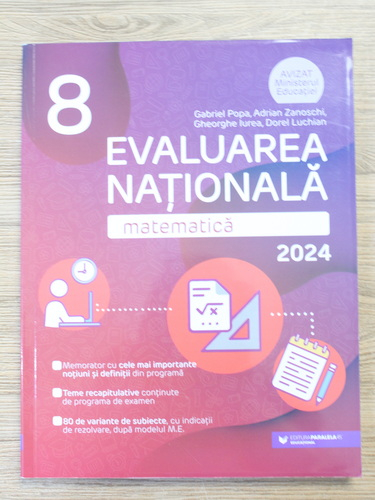 8
AVIZAT
Ministerul
Educației
Gabriel Popa, Adrian Zanoschi,
Gheorghe Iurea, Dorel Luchian
EVALUAREA
NAȚIONALĂ
matematică
2024
Memorator cu cele mai importante
noțiuni și definiții din programă
Teme recapitulative conținute
de programa de examen
80 de variante de subiecte, cu indicații
de rezolvare, după modelul M.E.
EDITURA PARALELA 45
EDUCAȚIONAL